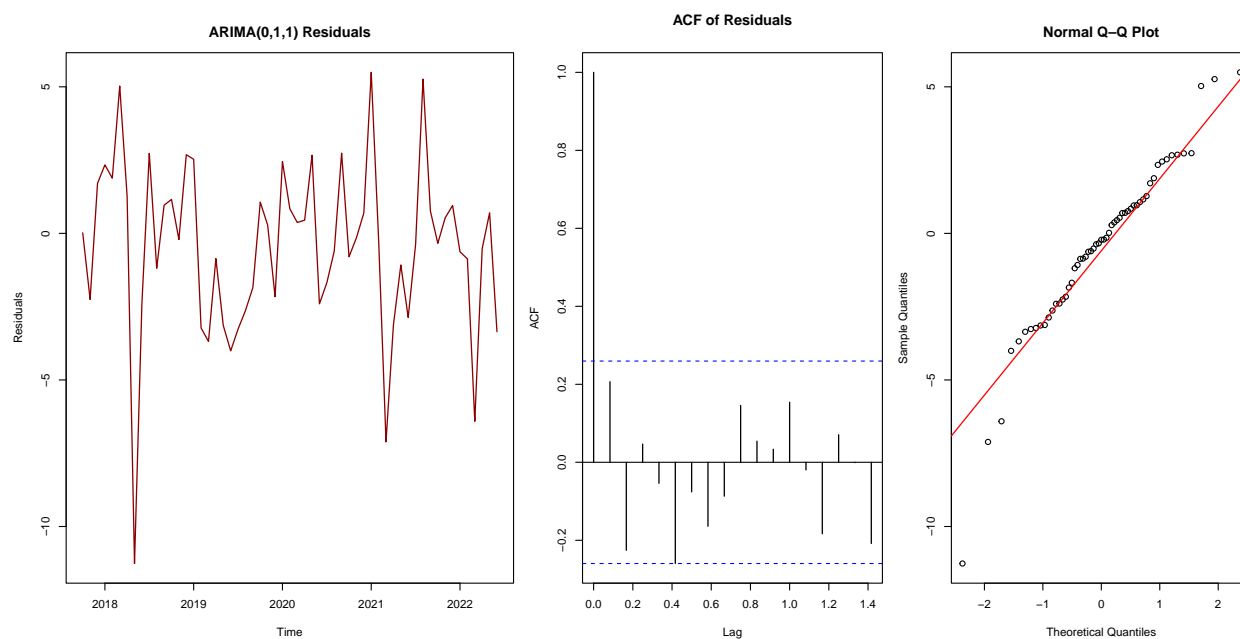 ARIMA(0,1,1) Residuals
Residuals
5
0
−5
−10
2018 2019 2020 2021 2022
Time
ACF of Residuals
ACF
1.0
0.8
0.6
0.4
0.2
0.0
−0.2
0.0 0.2 0.4 0.6 0.8 1.0 1.2 1.4
Lag
Normal Q−Q Plot
Sample Quantiles
5
0
−5
−10
−2 −1 0 1 2
Theoretical Quantiles